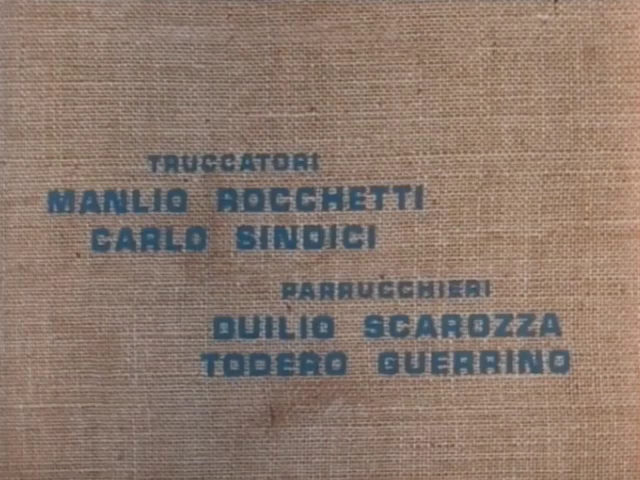 TRUCCATORI
MANLIO ROCCHETTI
CARLO SINDICI
PARRUCCHIERI
DUILIO SCAROZZA
TODERO GUERRINO